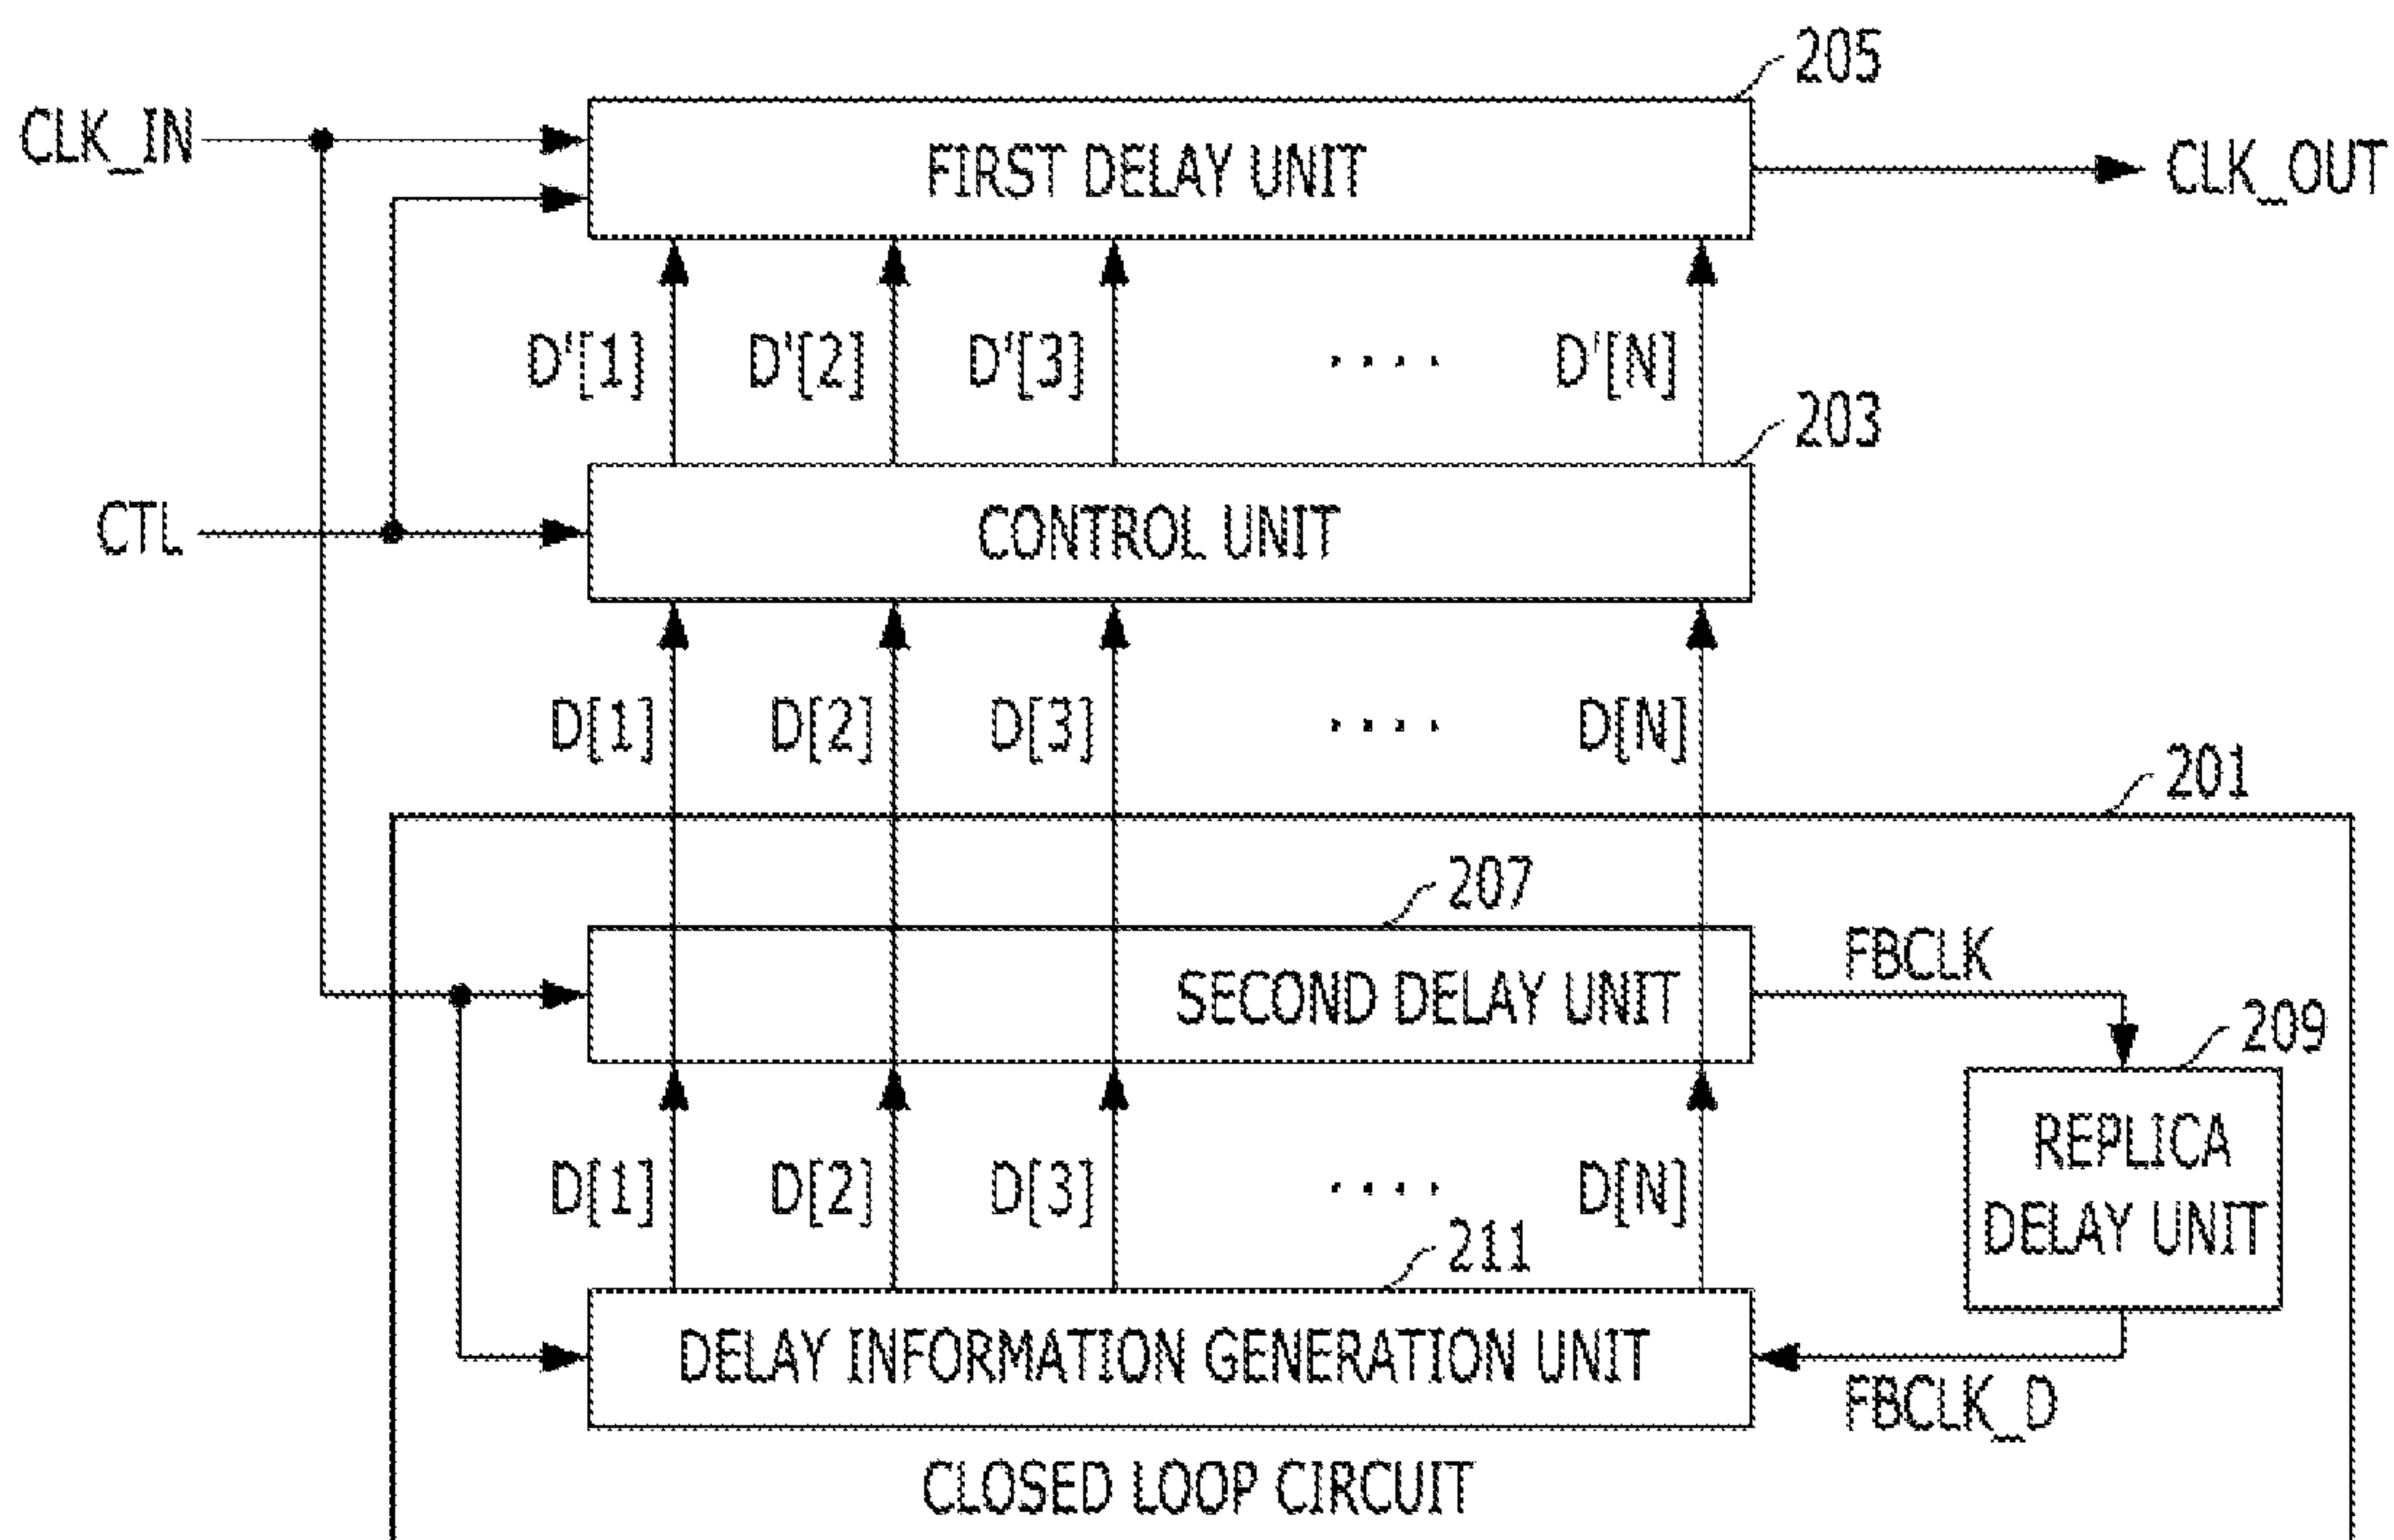 205
CLK_IN
FIRST DELAY UNIT
CLK_OUT
D'[1] D'[2] D'[3] .... D'[N]
203
CTL
CONTROL UNIT
D[1] D[2] D[3] .... D[N]
201
207
SECOND DELAY UNIT
FBCLK
209
REPLICA
DELAY UNIT
D[1] D[2] D[3] .... D[N]
211
DELAY INFORMATION GENERATION UNIT
FBCLK_D
CLOSED LOOP CIRCUIT